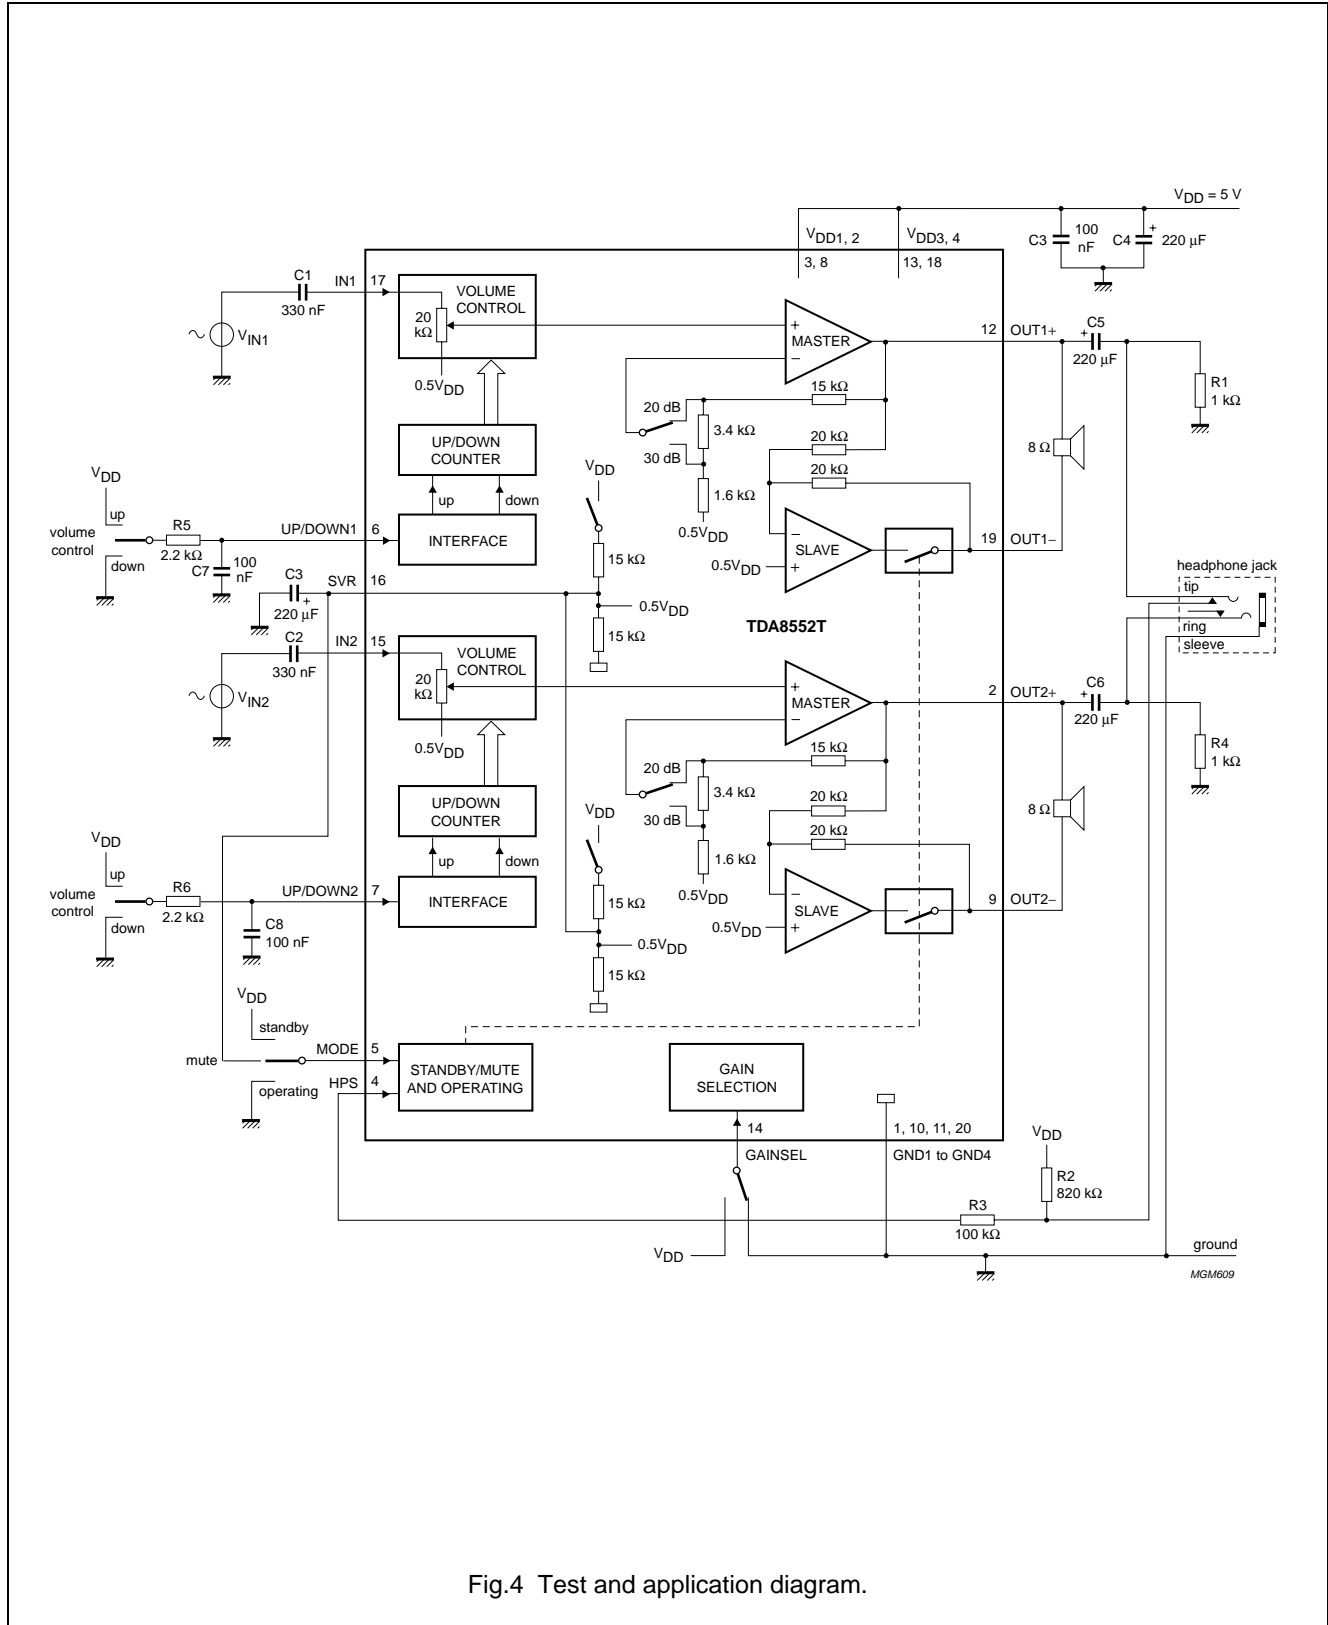 VDD = 5 V
VDD1, 2
VDD3, 4
3, 8
13, 18
C3
100
nF
C4
+
220 µF
C1
330 nF
IN1
17
VIN1
VOLUME
CONTROL
20
kΩ
0.5VDD
+
MASTER
−
12
OUT1+
C5
+
220 µF
R1
1 kΩ
15 kΩ
20 dB
3.4 kΩ
30 dB
1.6 kΩ
0.5VDD
20 kΩ
20 kΩ
8 Ω
UP/DOWN
COUNTER
up
down
VDD
up
volume
control
down
R5
2.2 kΩ
C7
100
nF
UP/DOWN1
6
INTERFACE
VDD
15 kΩ
0.5VDD
15 kΩ
−
SLAVE
0.5VDD
+
19
OUT1−
C3
+
220 µF
SVR
16
headphone jack
tip
ring
sleeve
TDA8552T
C2
330 nF
IN2
15
VIN2
VOLUME
CONTROL
20
kΩ
0.5VDD
+
MASTER
−
2
OUT2+
C6
+
220 µF
R4
1 kΩ
15 kΩ
20 dB
3.4 kΩ
30 dB
1.6 kΩ
0.5VDD
20 kΩ
20 kΩ
8 Ω
UP/DOWN
COUNTER
up
down
VDD
up
volume
control
down
R6
2.2 kΩ
C8
100 nF
UP/DOWN2
7
INTERFACE
VDD
15 kΩ
0.5VDD
15 kΩ
−
SLAVE
0.5VDD
+
9
OUT2−
VDD
standby
mute
operating
MODE
5
HPS
4
STANDBY/MUTE
AND OPERATING
GAIN
SELECTION
14
GAINSEL
1, 10, 11, 20
GND1 to GND4
VDD
R2
820 kΩ
R3
100 kΩ
VDD
ground
MGM609
Fig.4 Test and application diagram.